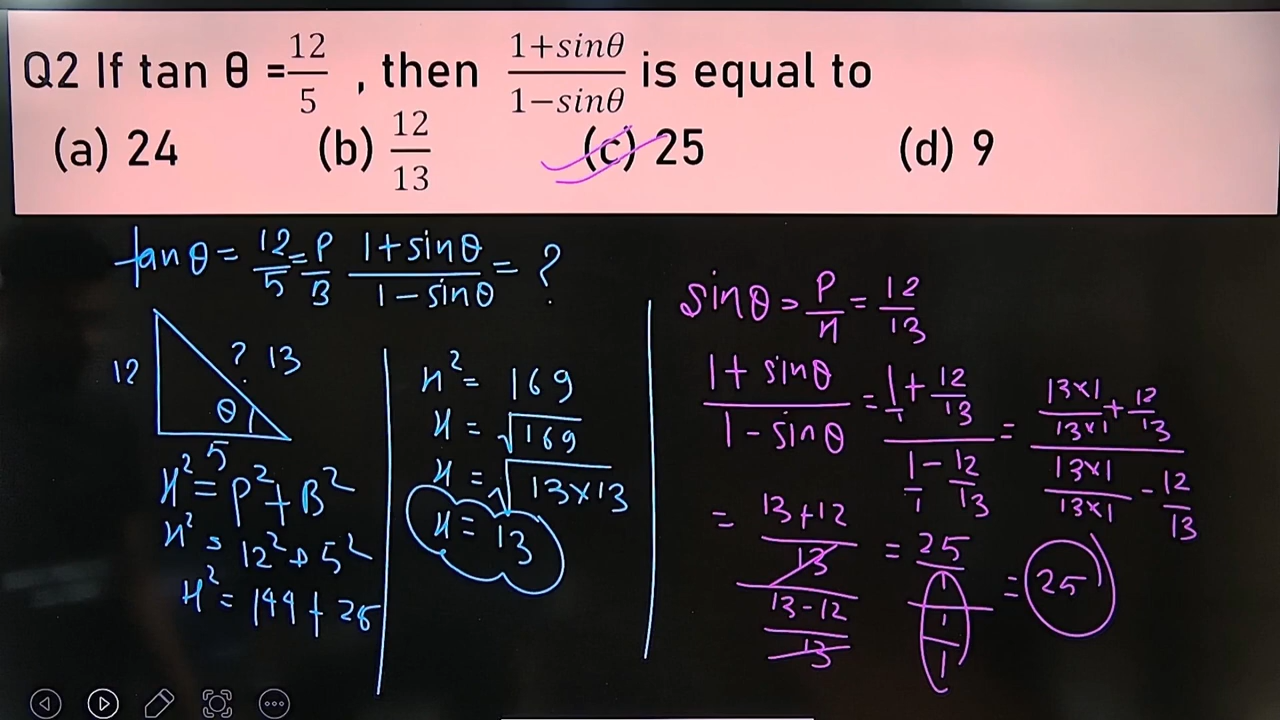 Q2 If tan θ = 12/5 , then (1+sinθ)/(1−sinθ) is equal to
(a) 24 (b) 12/13 (c) 25 (d) 9
tanθ = 12/5 = P/B (1+sinθ)/(1−sinθ) = ?
12 ? 13
θ
5
H² = P² + B²
H² = 12² + 5²
H² = 144 + 25
H² = 169
H = √169
H = √13×13
H = 13
sinθ = P/H = 12/13
(1+sinθ)/(1−sinθ) = (1/1 + 12/13)/(1/1 − 12/13) = ((13×1)/(13×1) + 12/13)/((13×1)/(13×1) − 12/13)
= ((13+12)/13)/((13−12)/13) = (25/1)/(1/1) = 25